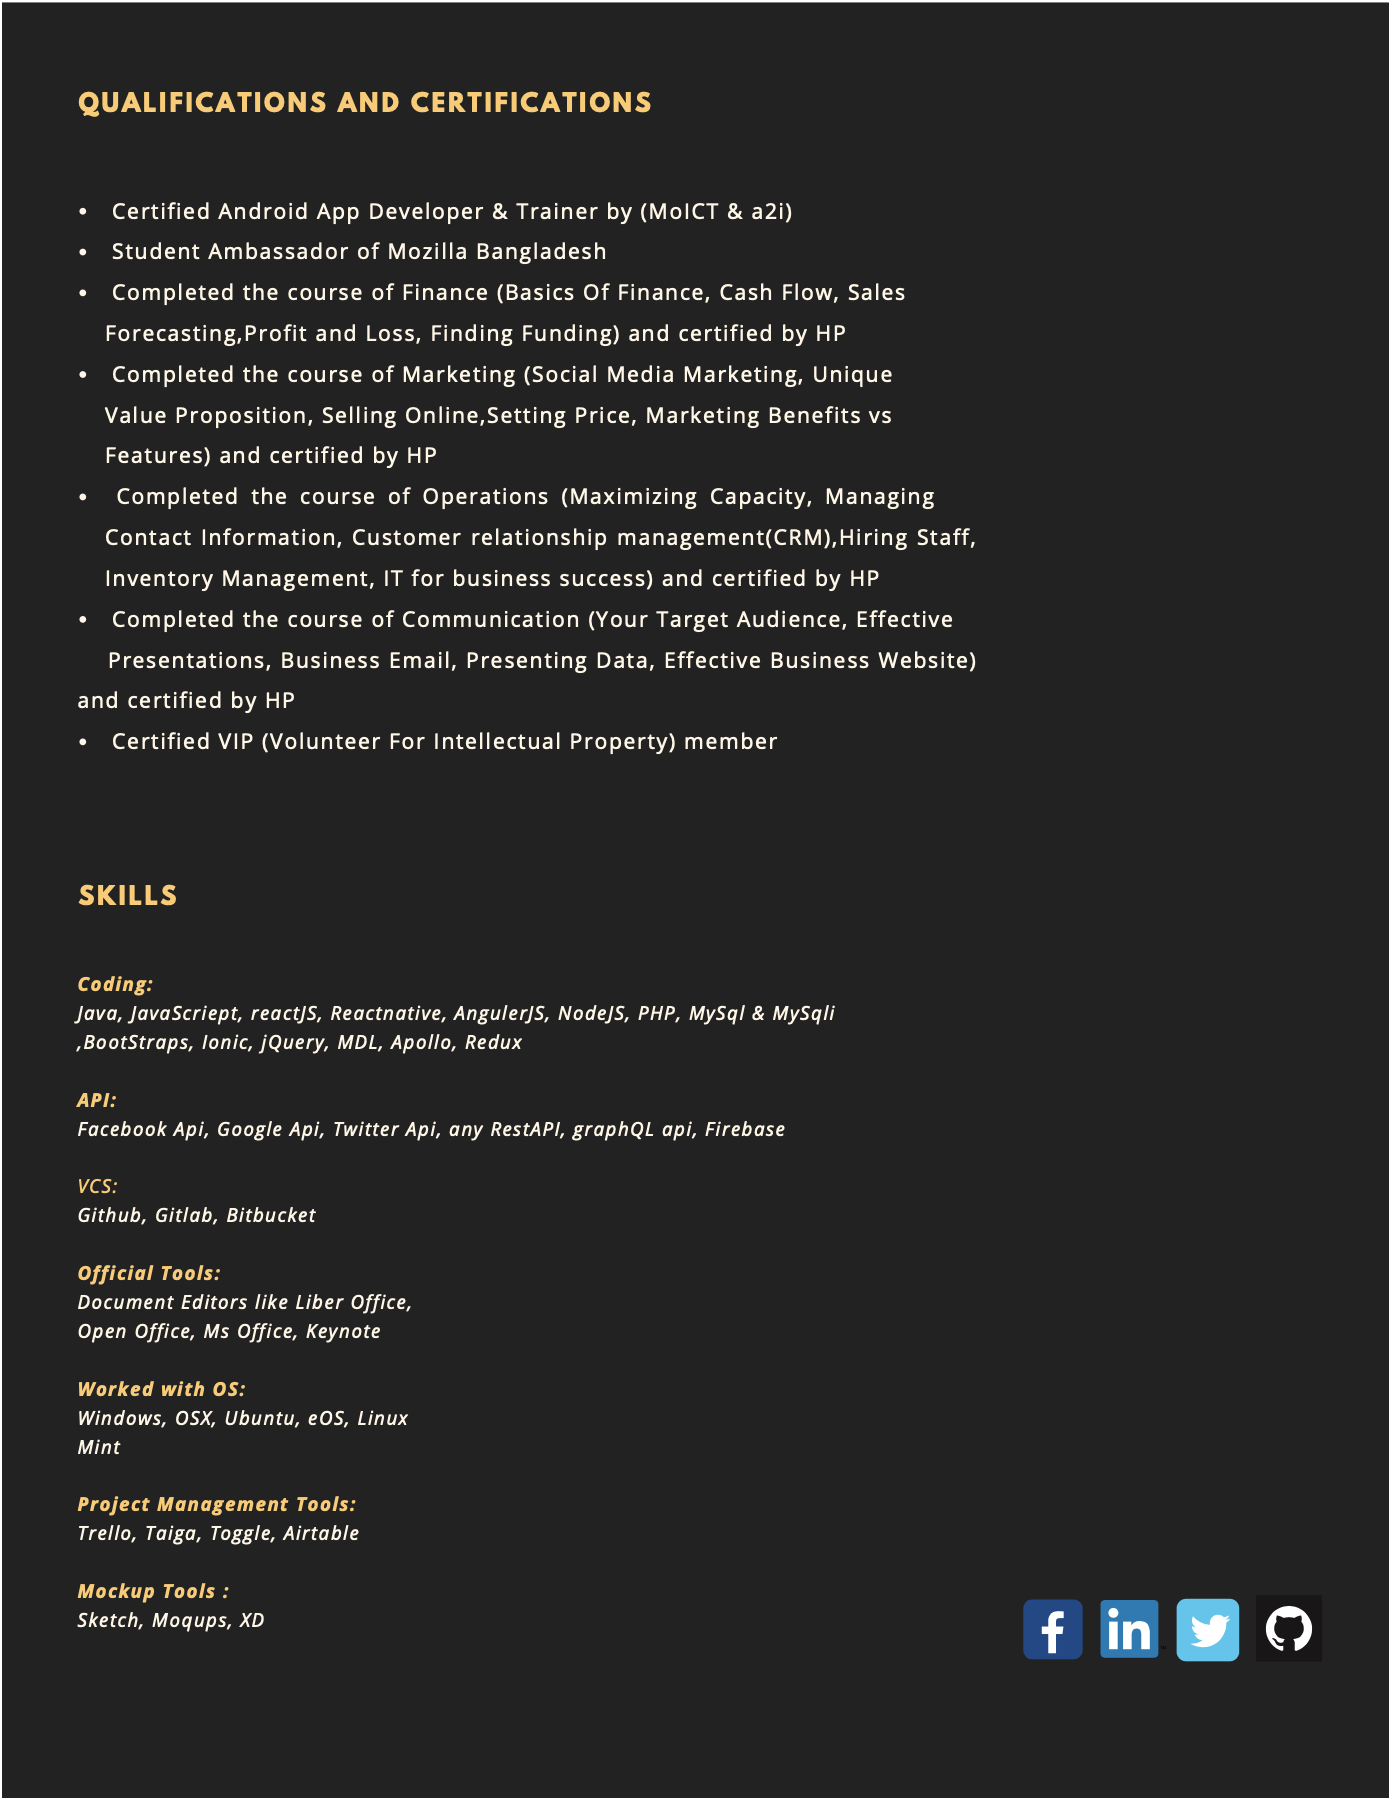 QUALIFICATIONS AND CERTIFICATIONS
• Certified Android App Developer & Trainer by (MoICT & a2i)
• Student Ambassador of Mozilla Bangladesh
• Completed the course of Finance (Basics Of Finance, Cash Flow, Sales
Forecasting,Profit and Loss, Finding Funding) and certified by HP
• Completed the course of Marketing (Social Media Marketing, Unique
Value Proposition, Selling Online,Setting Price, Marketing Benefits vs
Features) and certified by HP
• Completed the course of Operations (Maximizing Capacity, Managing
Contact Information, Customer relationship management(CRM),Hiring Staff,
Inventory Management, IT for business success) and certified by HP
• Completed the course of Communication (Your Target Audience, Effective
Presentations, Business Email, Presenting Data, Effective Business Website)
and certified by HP
• Certified VIP (Volunteer For Intellectual Property) member
SKILLS
Coding:
Java, JavaScriept, reactJS, Reactnative, AngulerJS, NodeJS, PHP, MySql & MySqli
,BootStraps, Ionic, jQuery, MDL, Apollo, Redux
API:
Facebook Api, Google Api, Twitter Api, any RestAPI, graphQL api, Firebase
VCS:
Github, Gitlab, Bitbucket
Official Tools:
Document Editors like Liber Office,
Open Office, Ms Office, Keynote
Worked with OS:
Windows, OSX, Ubuntu, eOS, Linux
Mint
Project Management Tools:
Trello, Taiga, Toggle, Airtable
Mockup Tools :
Sketch, Moqups, XD
f in